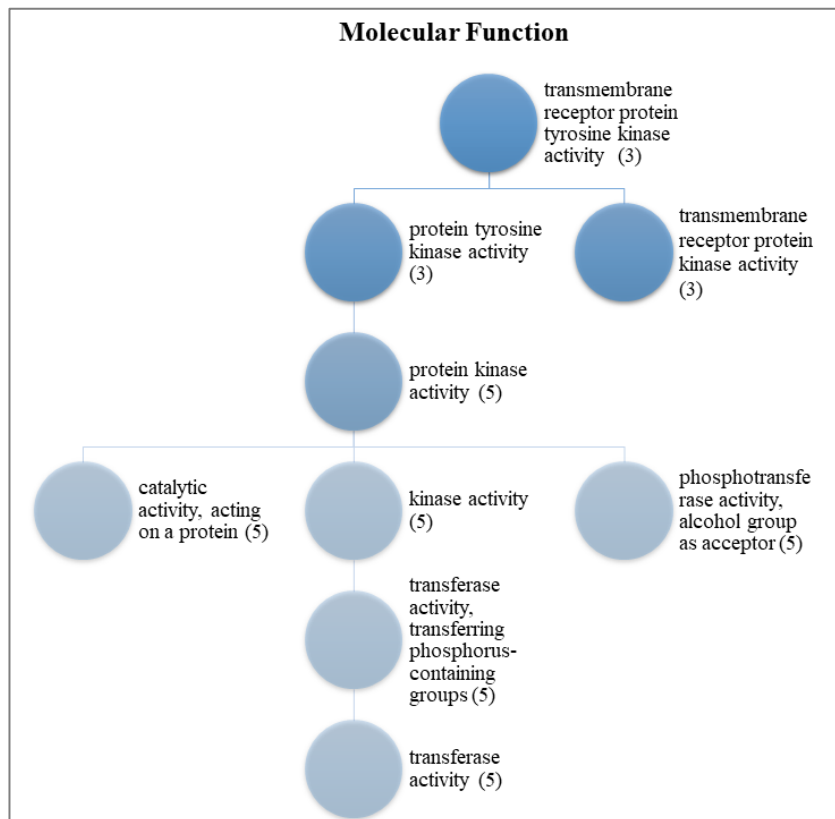 Molecular Function
transmembrane
receptor protein
tyrosine kinase
activity (3)
protein tyrosine
kinase activity
(3)
transmembrane
receptor protein
kinase activity
(3)
protein kinase
activity (5)
catalytic
activity, acting
on a protein (5)
kinase activity
(5)
phosphotransfe
rase activity,
alcohol group
as acceptor (5)
transferase
activity,
transferring
phosphorus-
containing
groups (5)
transferase
activity (5)